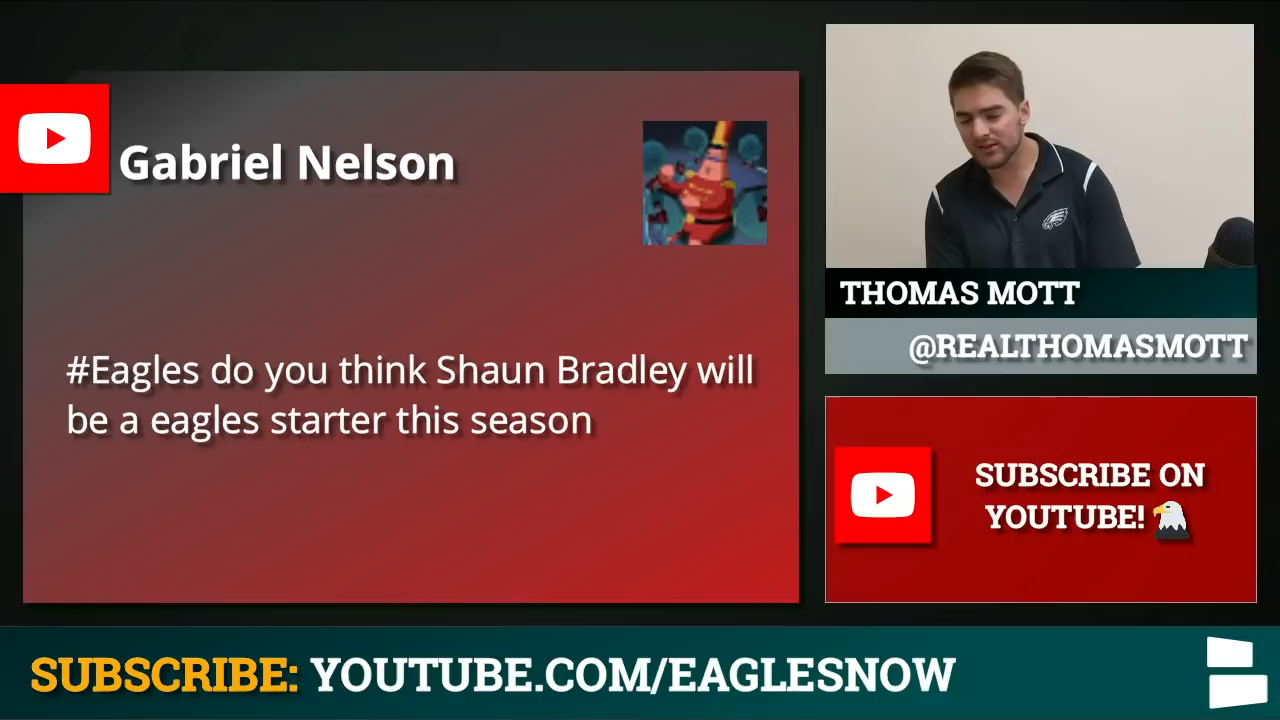 Gabriel Nelson
#Eagles do you think Shaun Bradley will
be a eagles starter this season
THOMAS MOTT
@REALTHOMASMOTT
SUBSCRIBE ON
YOUTUBE!
SUBSCRIBE: YOUTUBE.COM/EAGLESNOW